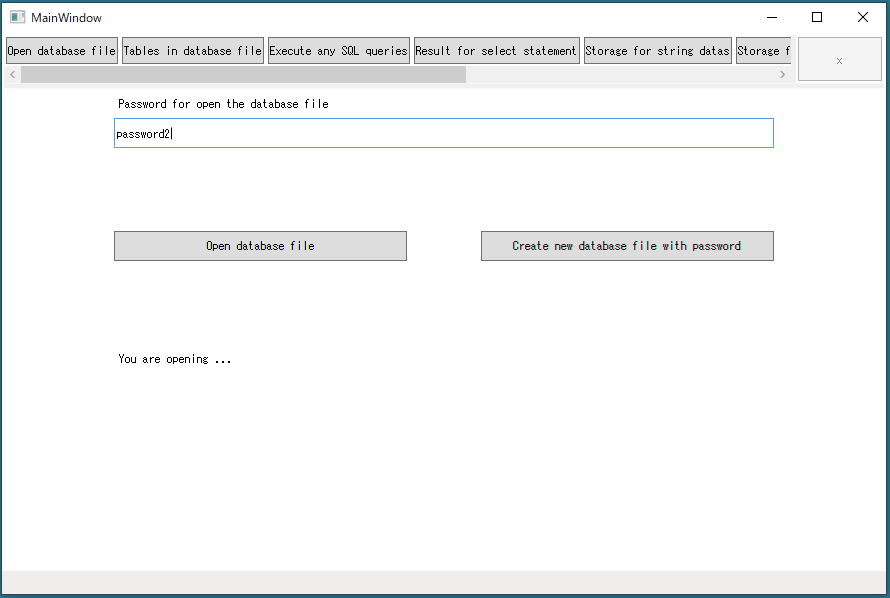 MainWindow
Open database file Tables in database file Execute any SQL queries Result for select statement Storage for string datas Storage f
x
Password for open the database file
password2
Open database file Create new database file with password
You are opening ...